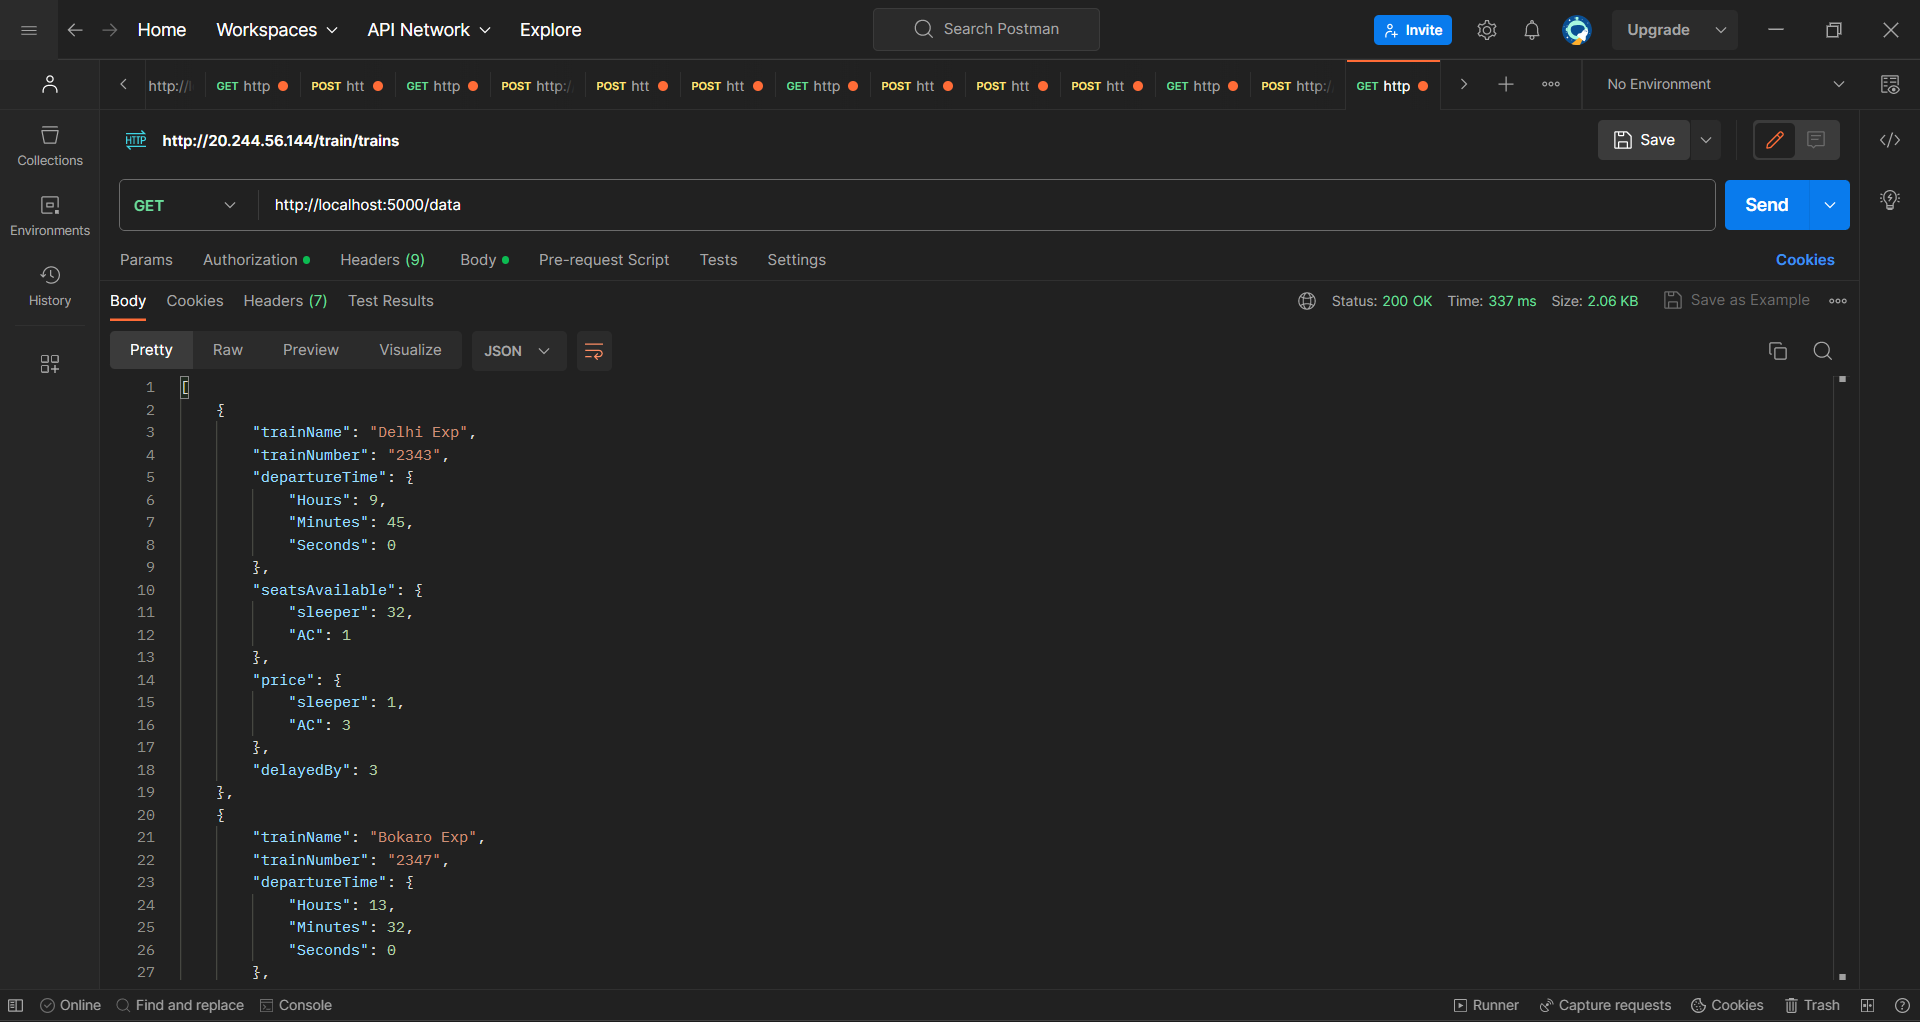 Home Workspaces API Network Explore Search Postman Invite Upgrade
http:// GET http POST htt GET http POST http:/ POST htt POST htt GET http POST htt POST htt POST htt GET http POST http:/ GET http No Environment
HTTP http://20.244.56.144/train/trains Save
Collections
GET http://localhost:5000/data Send
Environments
Params Authorization Headers (9) Body Pre-request Script Tests Settings Cookies
History
Body Cookies Headers (7) Test Results Status: 200 OK Time: 337 ms Size: 2.06 KB Save as Example
Pretty Raw Preview Visualize JSON
1 [
2 {
3 "trainName": "Delhi Exp",
4 "trainNumber": "2343",
5 "departureTime": {
6 "Hours": 9,
7 "Minutes": 45,
8 "Seconds": 0
9 },
10 "seatsAvailable": {
11 "sleeper": 32,
12 "AC": 1
13 },
14 "price": {
15 "sleeper": 1,
16 "AC": 3
17 },
18 "delayedBy": 3
19 },
20 {
21 "trainName": "Bokaro Exp",
22 "trainNumber": "2347",
23 "departureTime": {
24 "Hours": 13,
25 "Minutes": 32,
26 "Seconds": 0
27 },
Online Find and replace Console Runner Capture requests Cookies Trash